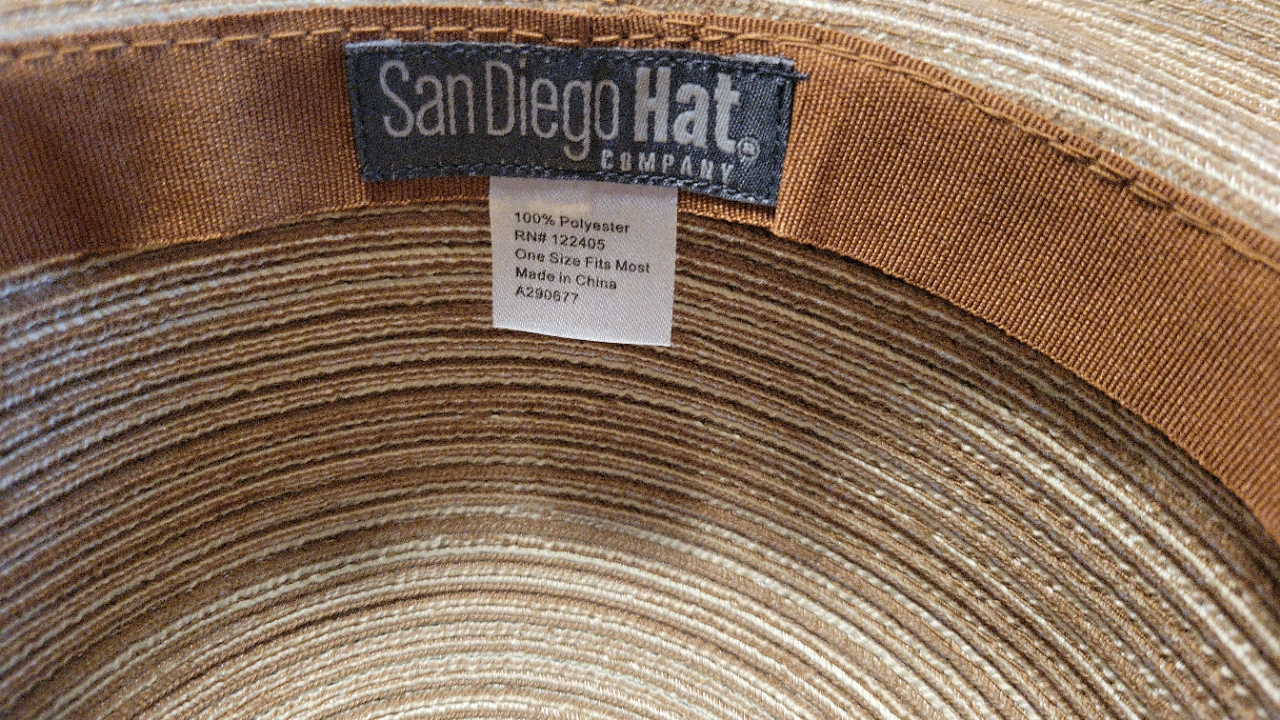 San Diego Hat
COMPANY®
100% Polyester
RN# 122405
One Size Fits Most
Made in China
A290677